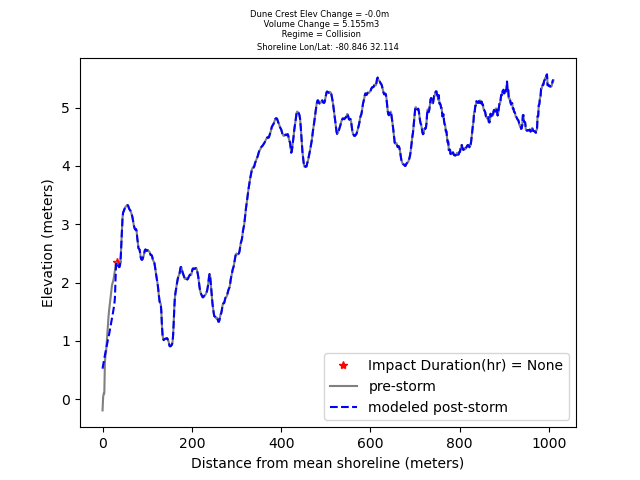 Dune Crest Elev Change = -0.0m
Volume Change = 5.155m3
Regime = Collision
Shoreline Lon/Lat: -80.846 32.114
Elevation (meters)
5
4
3
2
1
0
Impact Duration(hr) = None
pre-storm
modeled post-storm
0 200 400 600 800 1000
Distance from mean shoreline (meters)